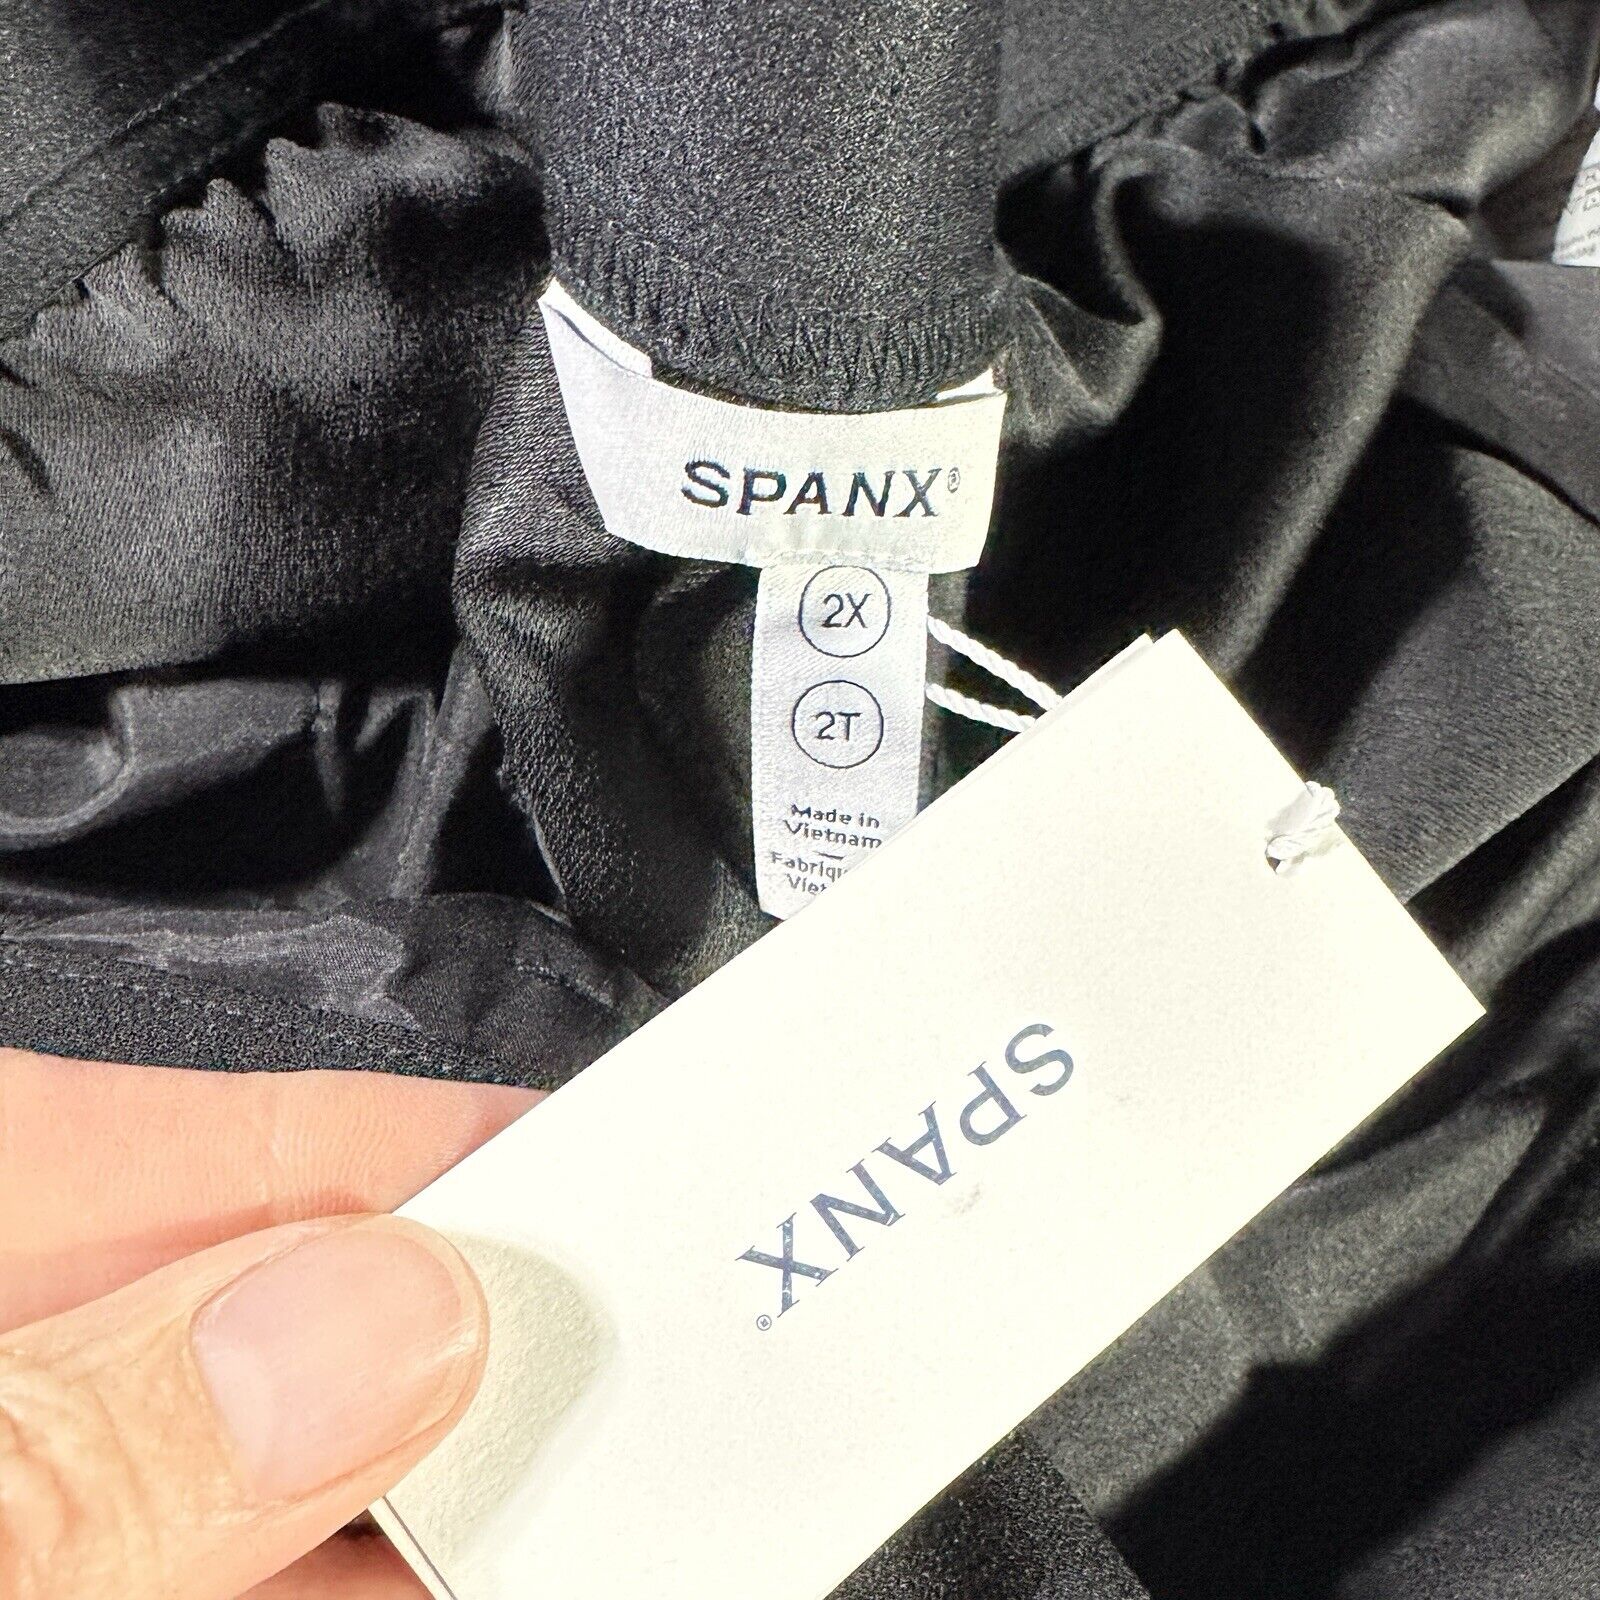 SPANX®
2X
2T
Made in
Vietnam
SPANX®